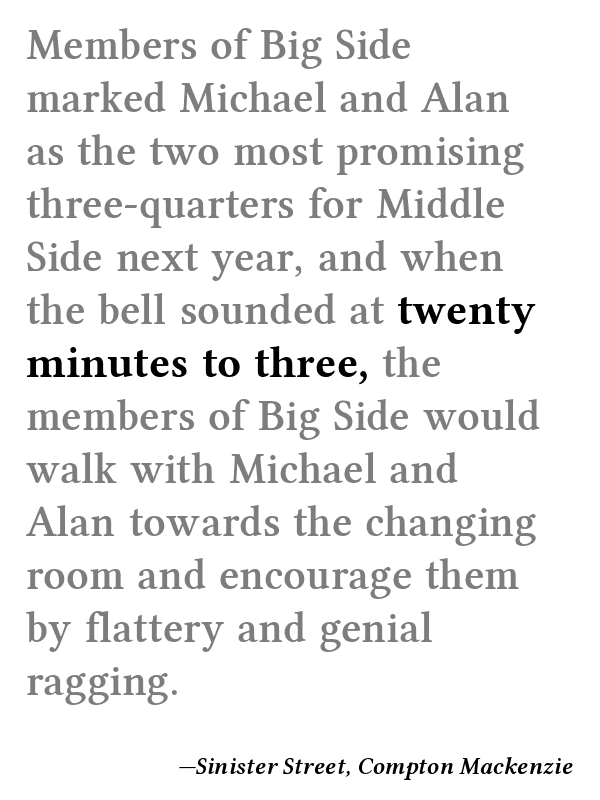 Members of Big Side
marked Michael and Alan
as the two most promising
three-quarters for Middle
Side next year, and when
the bell sounded at twenty
minutes to three, the
members of Big Side would
walk with Michael and
Alan towards the changing
room and encourage them
by flattery and genial
ragging.
—Sinister Street, Compton Mackenzie